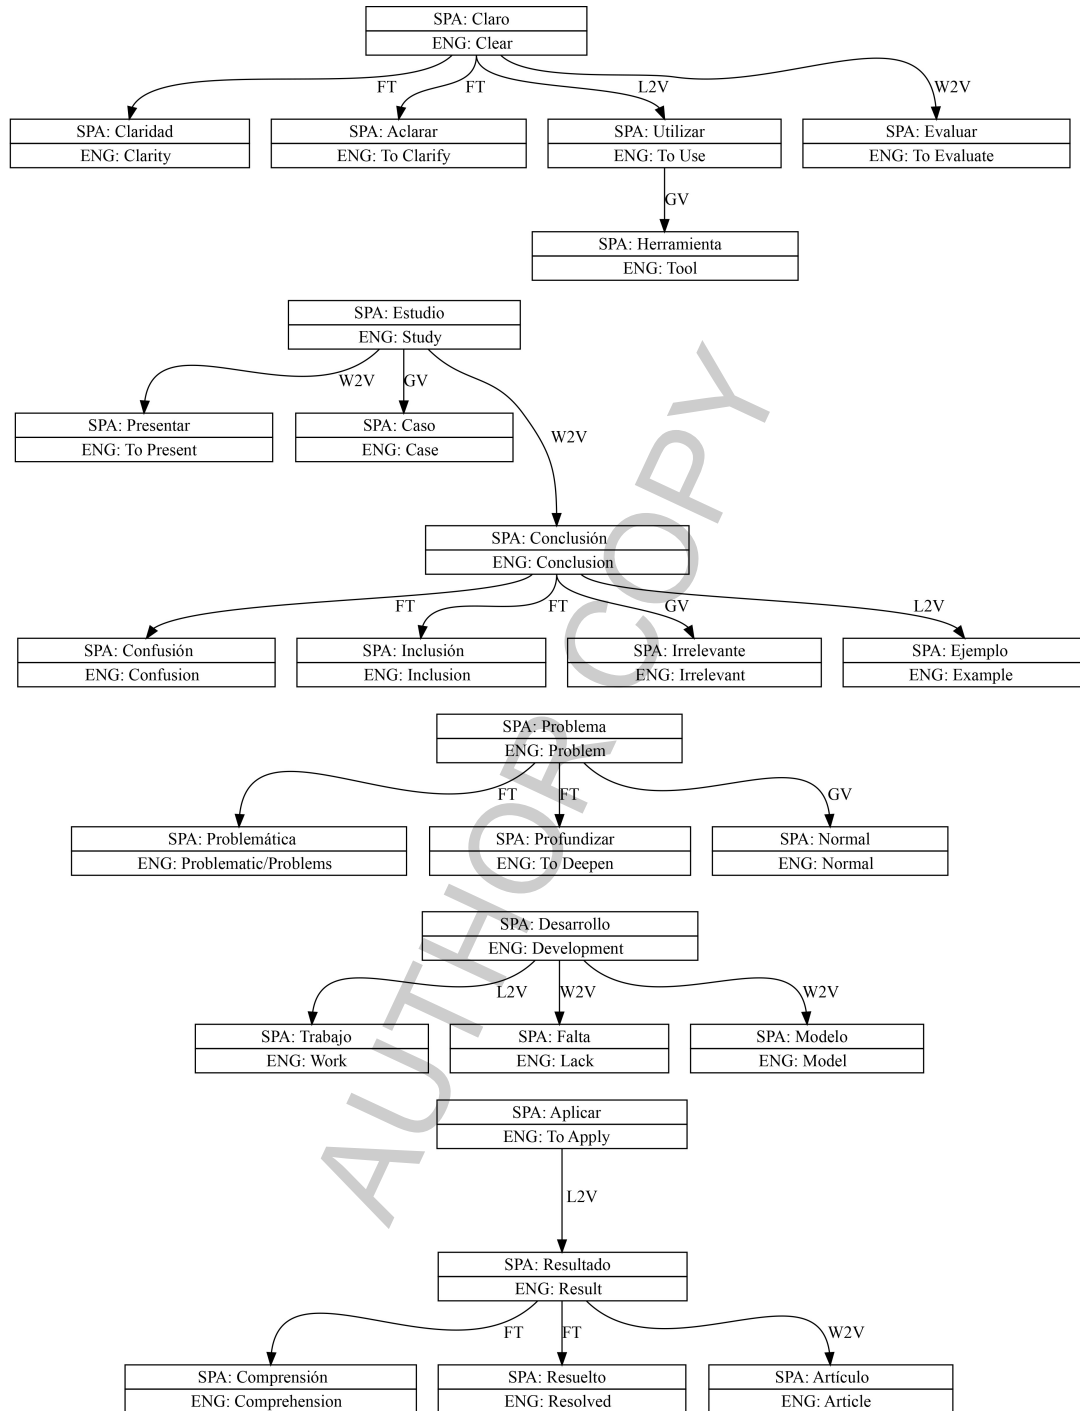 SPA: Claro
ENG: Clear
FT
FT
L2V
W2V
SPA: Claridad
ENG: Clarity
SPA: Aclarar
ENG: To Clarify
SPA: Utilizar
ENG: To Use
SPA: Evaluar
ENG: To Evaluate
GV
SPA: Herramienta
ENG: Tool
SPA: Estudio
ENG: Study
W2V
GV
W2V
SPA: Presentar
ENG: To Present
SPA: Caso
ENG: Case
SPA: Conclusión
ENG: Conclusion
FT
FT
GV
L2V
SPA: Confusión
ENG: Confusion
SPA: Inclusión
ENG: Inclusion
SPA: Irrelevante
ENG: Irrelevant
SPA: Ejemplo
ENG: Example
SPA: Problema
ENG: Problem
FT
FT
GV
SPA: Problemática
ENG: Problematic/Problems
SPA: Profundizar
ENG: To Deepen
SPA: Normal
ENG: Normal
SPA: Desarrollo
ENG: Development
L2V
W2V
W2V
SPA: Trabajo
ENG: Work
SPA: Falta
ENG: Lack
SPA: Modelo
ENG: Model
SPA: Aplicar
ENG: To Apply
L2V
SPA: Resultado
ENG: Result
FT
FT
W2V
SPA: Comprensión
ENG: Comprehension
SPA: Resuelto
ENG: Resolved
SPA: Artículo
ENG: Article
AUTHOR COPY